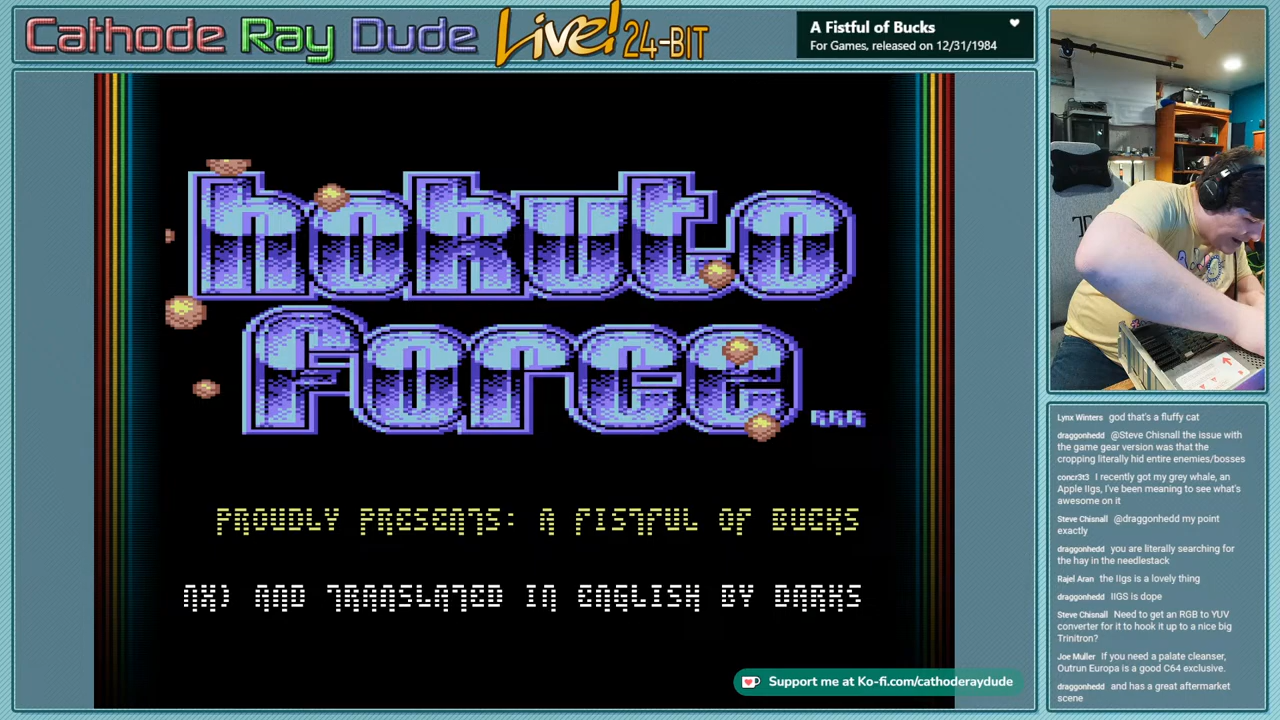 Cathode Ray Dude Live! 24-BIT
A Fistful of Bucks
For Games, released on 12/31/1984
hokuto
force...
PROUDLY PRESENTS: A FISTFUL OF BUCKS
NX) AND TRANSLATED IN ENGLISH BY DARKS
Support me at Ko-fi.com/cathoderaydude
Lynx Winters god that's a fluffy cat
draggonhedd @Steve Chisnall the issue with
the game gear version was that the
cropping literally hid entire enemies/bosses
concr3t3 I recently got my grey whale, an
Apple IIgs, I've been meaning to see what's
awesome on it
Steve Chisnall @draggonhedd my point
exactly
draggonhedd you are literally searching for
the hay in the needlestack
Rajel Aran the IIgs is a lovely thing
draggonhedd IIGS is dope
Steve Chisnall Need to get an RGB to YUV
converter for it to hook it up to a nice big
Trinitron?
Joe Muller If you need a palate cleanser,
Outrun Europa is a good C64 exclusive.
draggonhedd and has a great aftermarket
scene